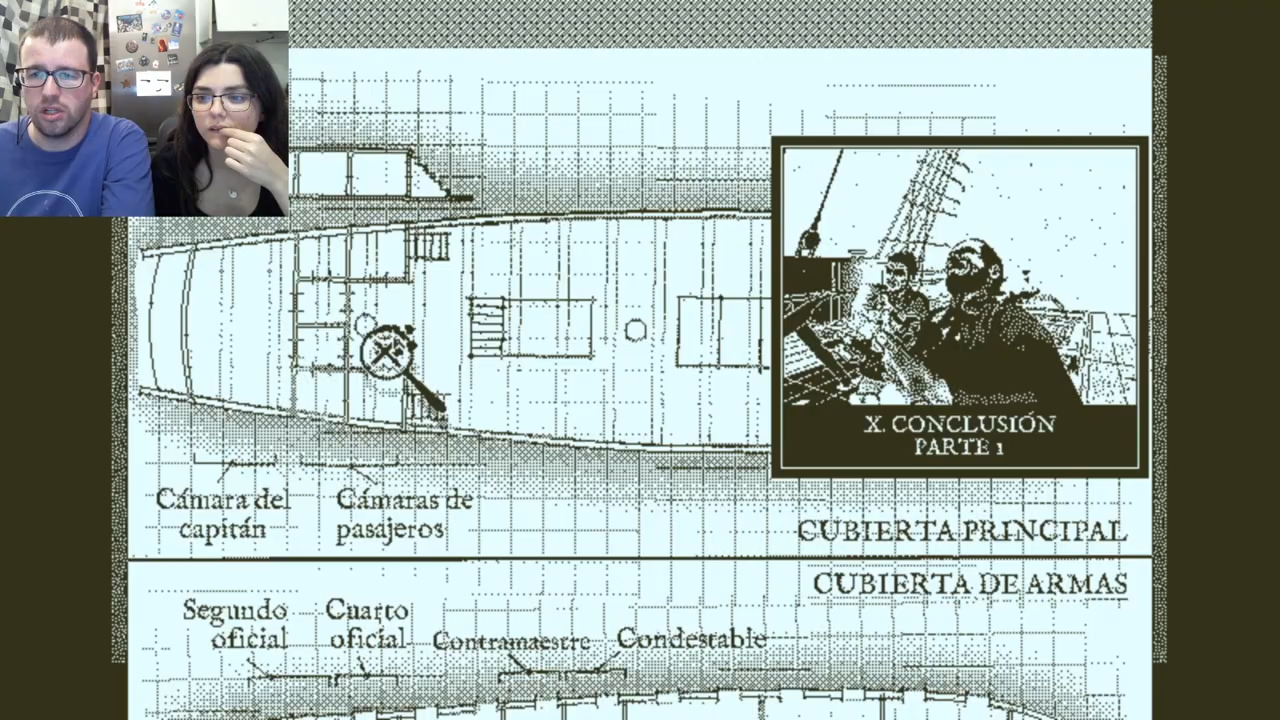 X. CONCLUSIÓN
PARTE 1
Cámara del
capitán
Cámaras de
pasajeros
CUBIERTA PRINCIPAL
CUBIERTA DE ARMAS
Segundo
oficial
Cuarto
oficial
Contramaestre
Condestable